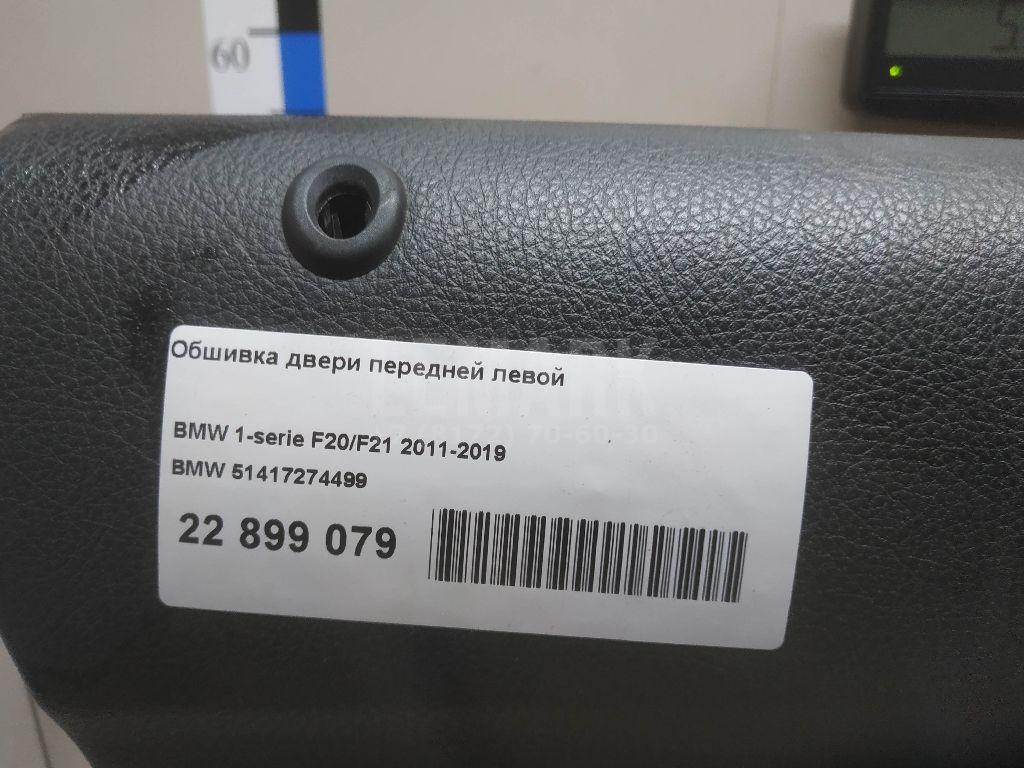 60
Обшивка двери передней левой
BMW 1-serie F20/F21 2011-2019
BMW 51417274499
22 899 079